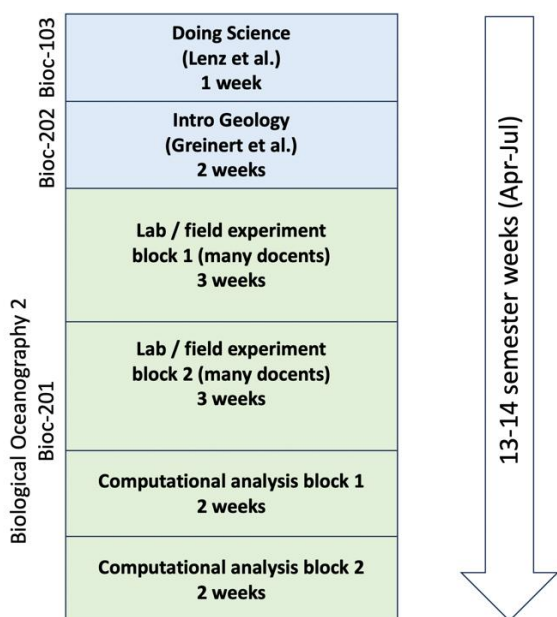 Bioc-103
Doing Science
(Lenz et al.)
1 week
Bioc-202
Intro Geology
(Greinert et al.)
2 weeks
Biological Oceanography 2
Bioc-201
Lab / field experiment
block 1 (many docents)
3 weeks
Lab / field experiment
block 2 (many docents)
3 weeks
Computational analysis block 1
2 weeks
Computational analysis block 2
2 weeks
13-14 semester weeks (Apr-Jul)